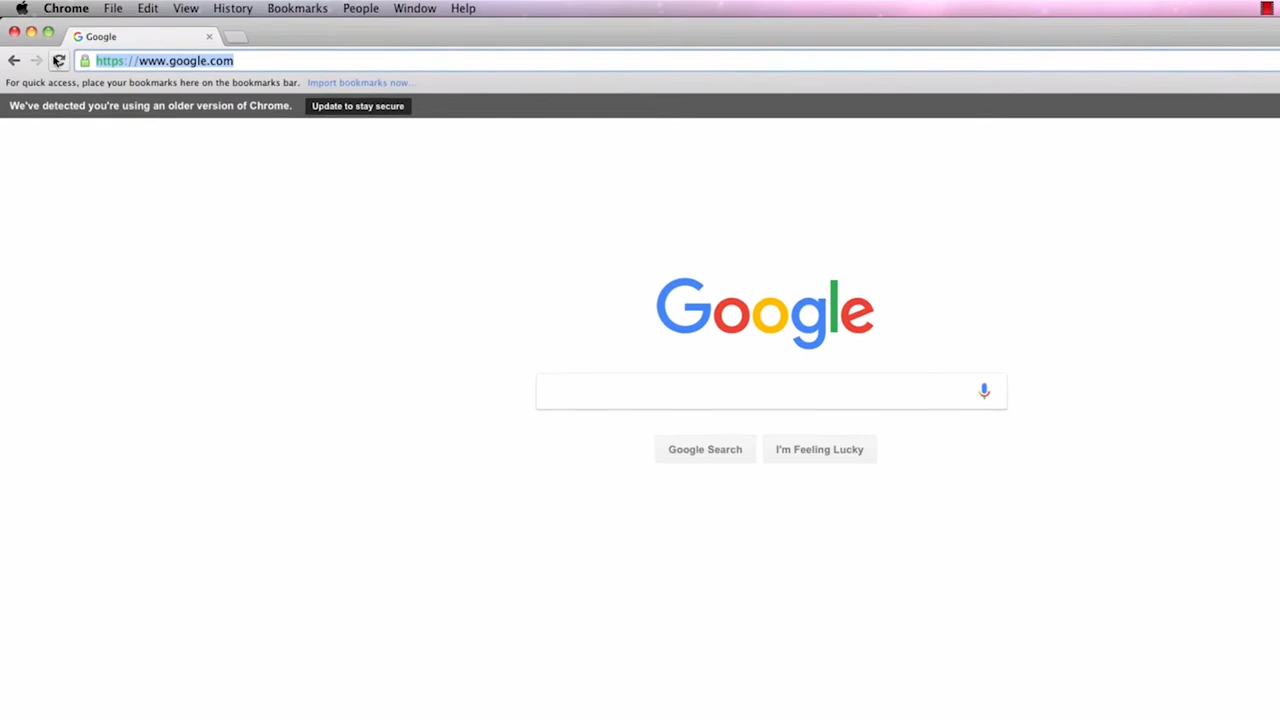 Chrome File Edit View History Bookmarks People Window Help
Google
https://www.google.com
For quick access, place your bookmarks here on the bookmarks bar. Import bookmarks now...
We've detected you're using an older version of Chrome. Update to stay secure
Google
Google Search I'm Feeling Lucky